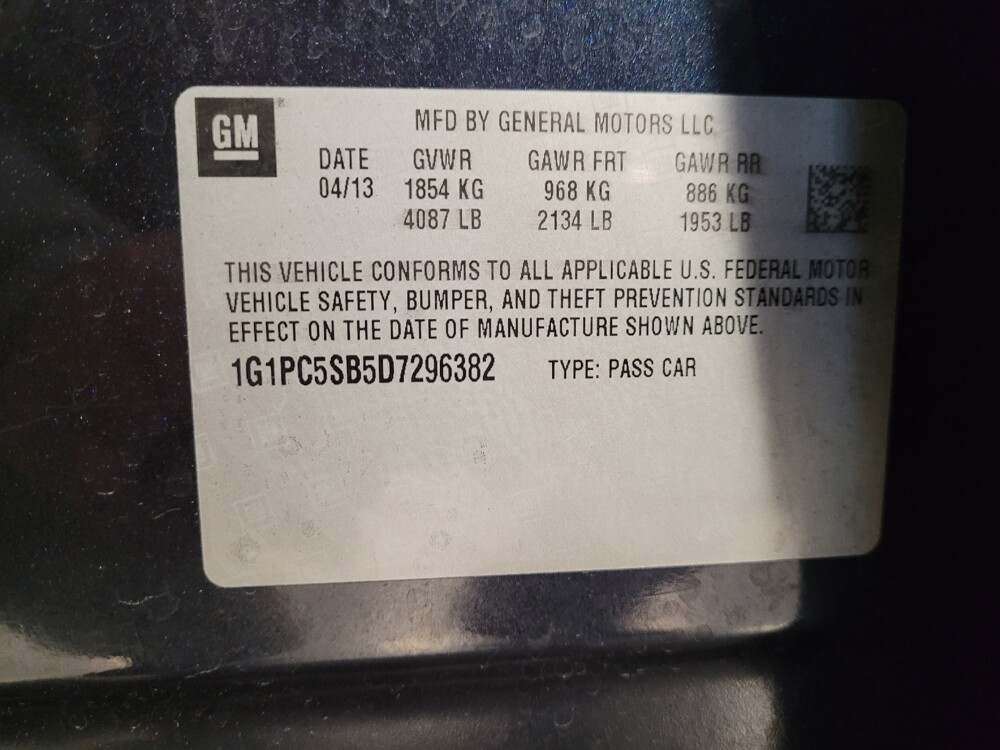 GM
MFD BY GENERAL MOTORS LLC
DATE GVWR GAWR FRT GAWR RR
04/13 1854 KG 968 KG 886 KG
4087 LB 2134 LB 1953 LB
THIS VEHICLE CONFORMS TO ALL APPLICABLE U.S. FEDERAL MOTOR
VEHICLE SAFETY, BUMPER, AND THEFT PREVENTION STANDARDS IN
EFFECT ON THE DATE OF MANUFACTURE SHOWN ABOVE.
1G1PC5SB5D7296382 TYPE: PASS CAR